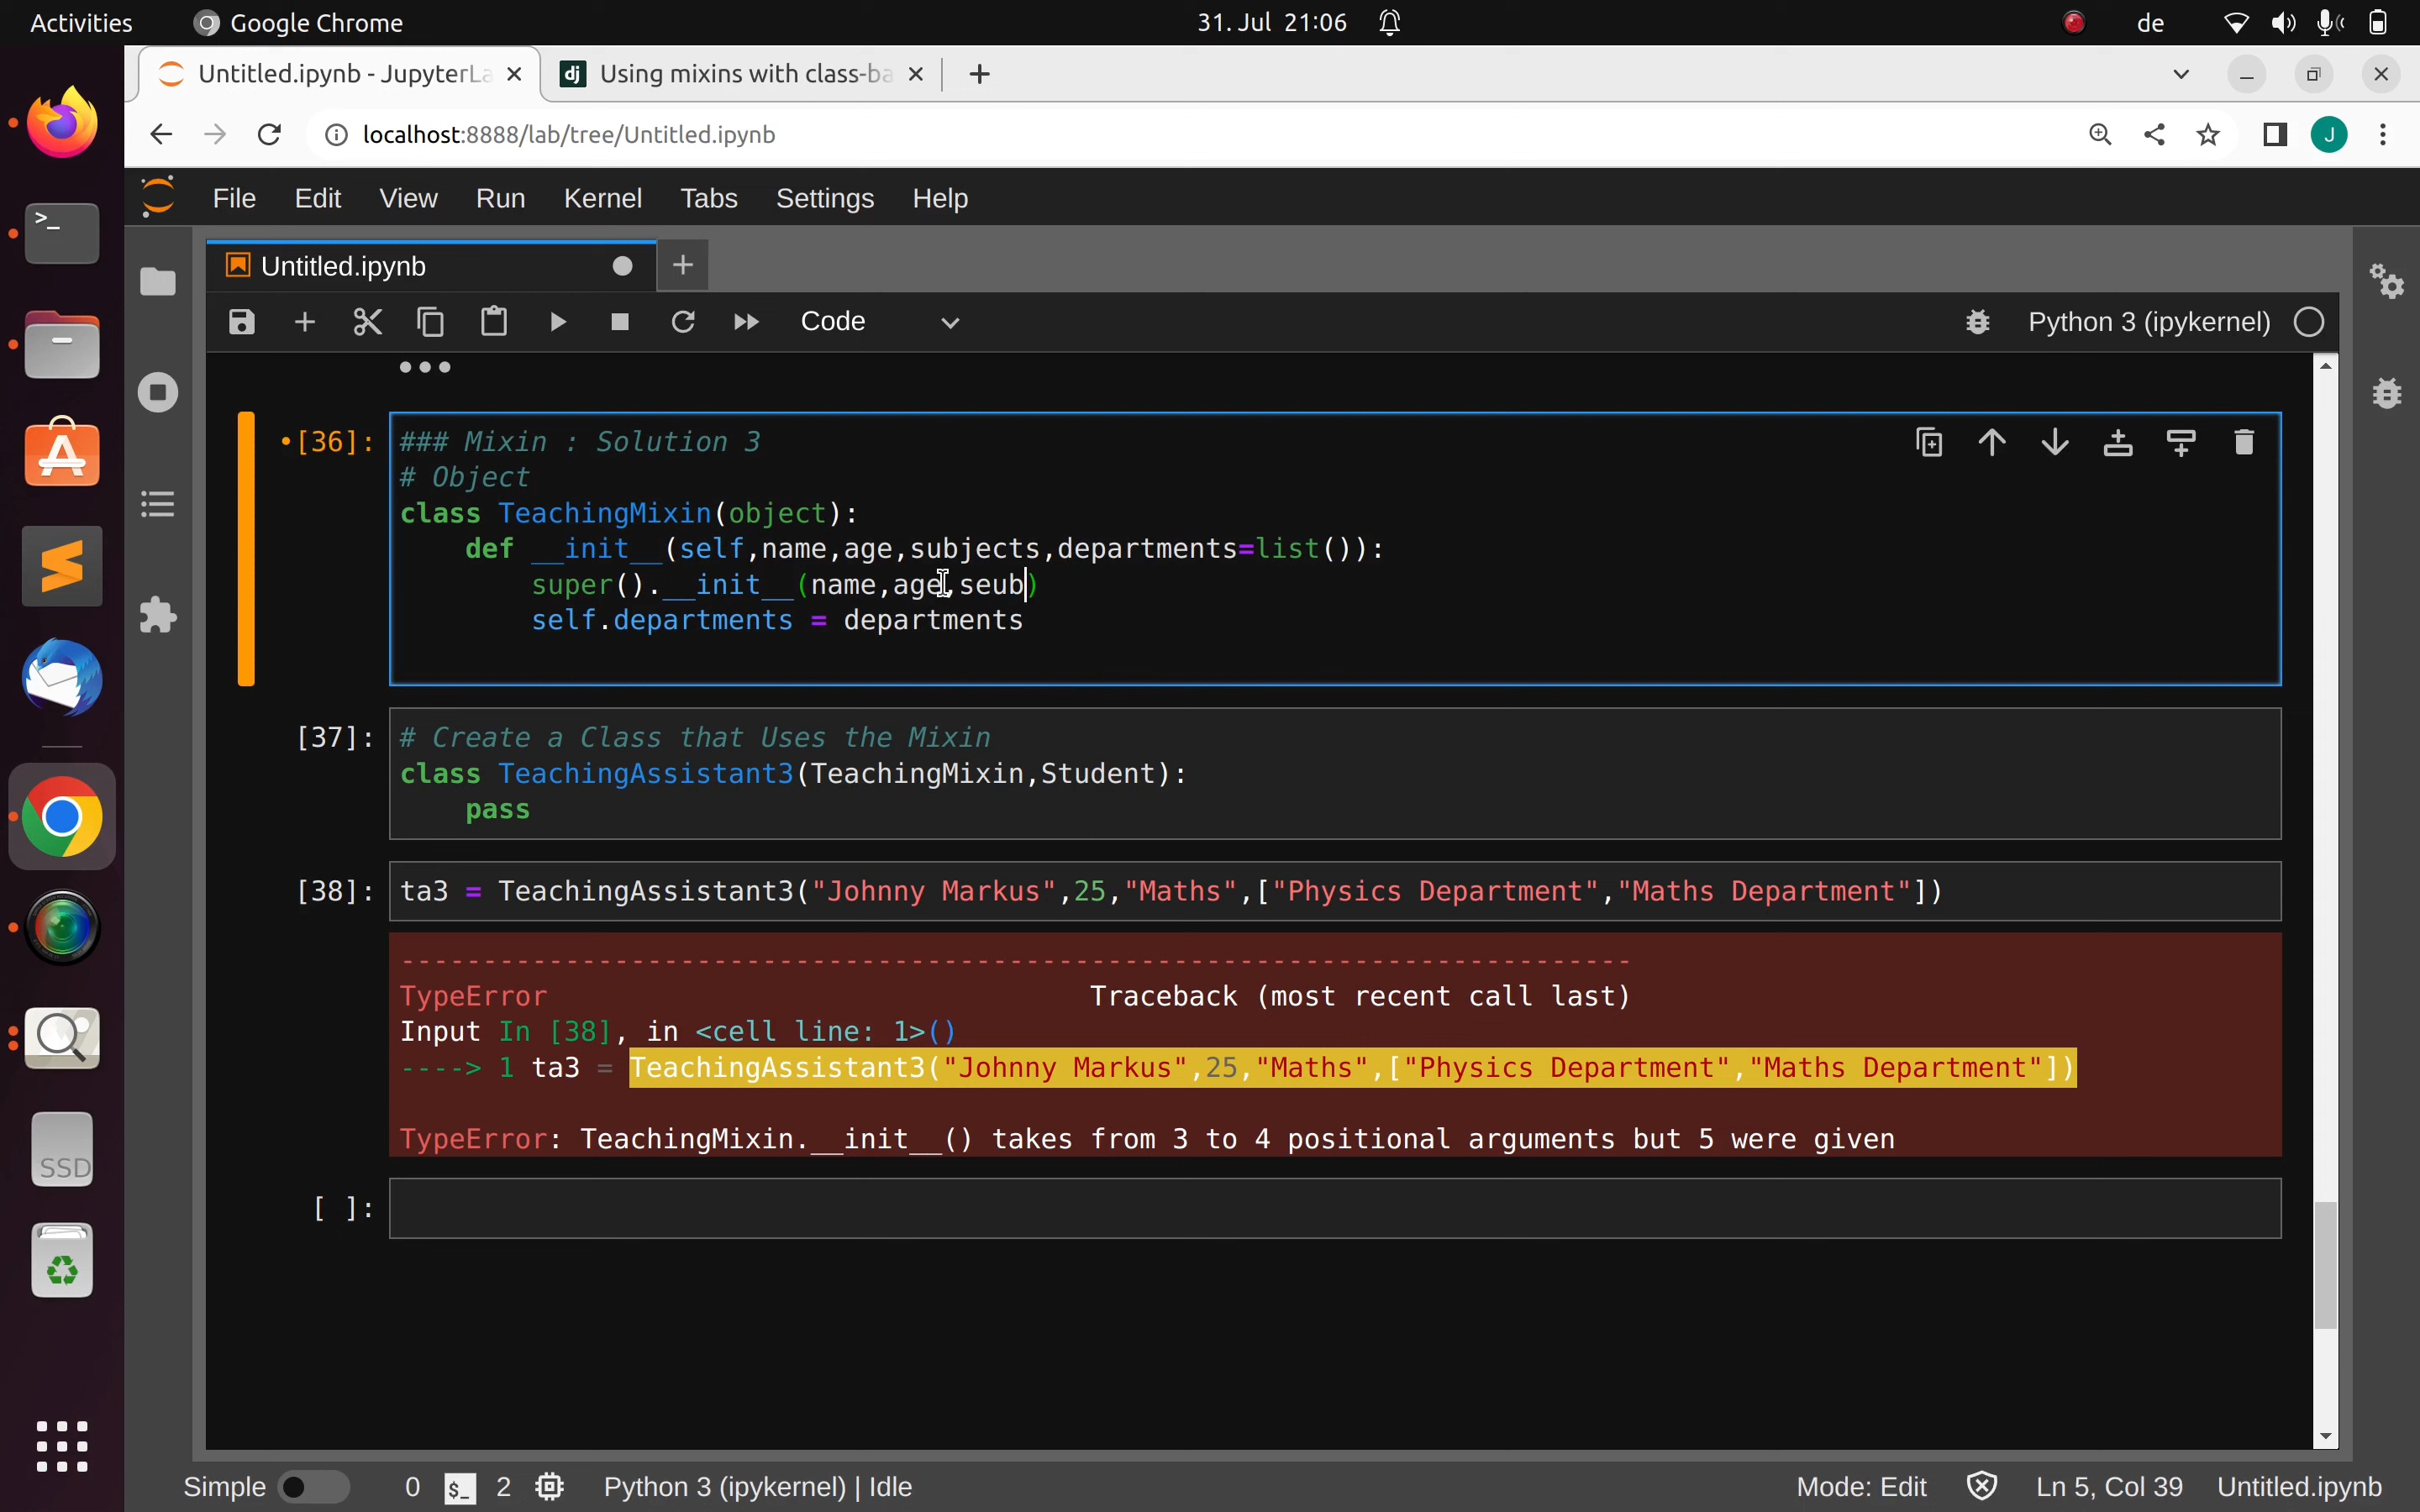 Activities Google Chrome 31. Jul 21:06 de
Untitled.ipynb - JupyterLa Using mixins with class-ba
localhost:8888/lab/tree/Untitled.ipynb J
File Edit View Run Kernel Tabs Settings Help
Untitled.ipynb
Code Python 3 (ipykernel)
[36]: ### Mixin : Solution 3
# Object
class TeachingMixin(object):
def __init__(self,name,age,subjects,departments=list()):
super().__init__(name,age,seub)
self.departments = departments
[37]: # Create a Class that Uses the Mixin
class TeachingAssistant3(TeachingMixin,Student):
pass
[38]: ta3 = TeachingAssistant3("Johnny Markus",25,"Maths",["Physics Department","Maths Department"])
---------------------------------------------------------------------------
TypeError Traceback (most recent call last)
Input In [38], in <cell line: 1>()
----> 1 ta3 = TeachingAssistant3("Johnny Markus",25,"Maths",["Physics Department","Maths Department"])
TypeError: TeachingMixin.__init__() takes from 3 to 4 positional arguments but 5 were given
[ ]:
SSD
Simple 0 $_ 2 Python 3 (ipykernel) | Idle Mode: Edit Ln 5, Col 39 Untitled.ipynb